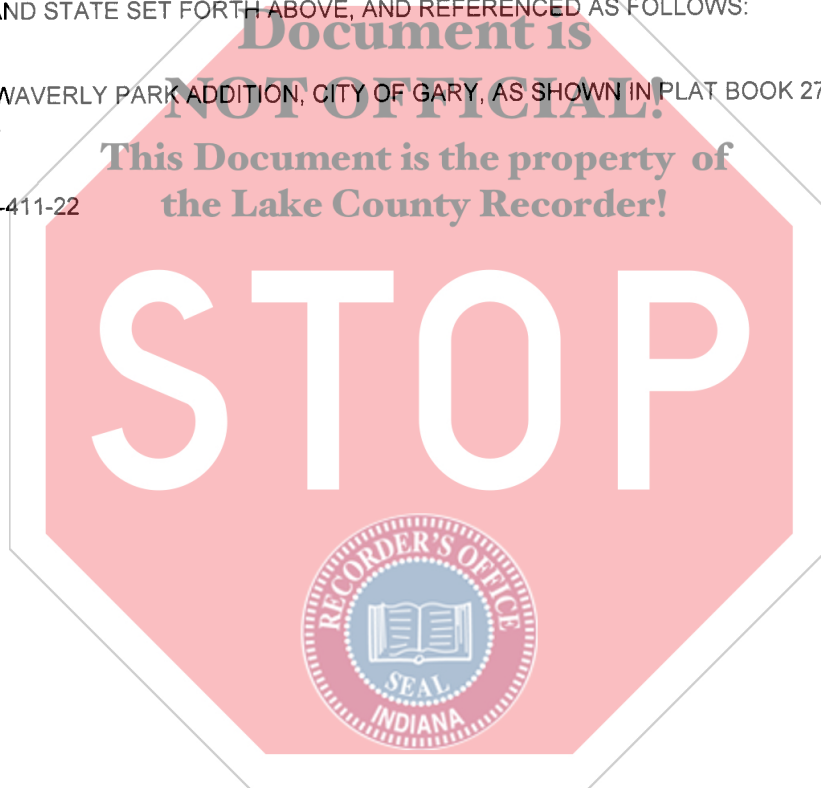 AND STATE SET FORTH ABOVE, AND REFERENCED AS FOLLOWS:
Document is
NOT OFFICIAL!
WAVERLY PARK ADDITION, CITY OF GARY, AS SHOWN IN PLAT BOOK 27
This Document is the property of
the Lake County Recorder!
-411-22
STOP
RECORDER'S OFFICE
SEAL
INDIANA